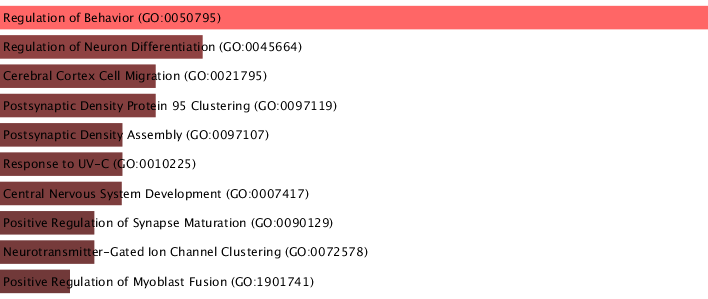 Regulation of Behavior (GO:0050795)
Regulation of Neuron Differentiation (GO:0045664)
Cerebral Cortex Cell Migration (GO:0021795)
Postsynaptic Density Protein 95 Clustering (GO:0097119)
Postsynaptic Density Assembly (GO:0097107)
Response to UV-C (GO:0010225)
Central Nervous System Development (GO:0007417)
Positive Regulation of Synapse Maturation (GO:0090129)
Neurotransmitter-Gated Ion Channel Clustering (GO:0072578)
Positive Regulation of Myoblast Fusion (GO:1901741)